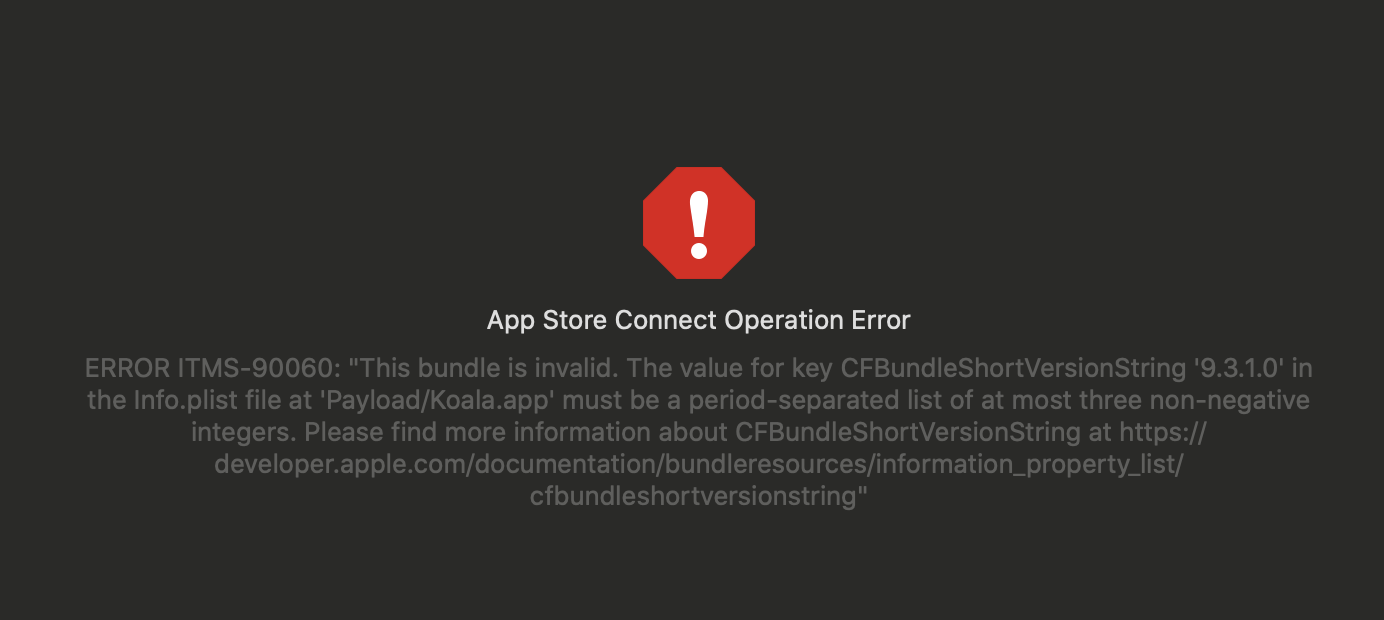 App Store Connect Operation Error
ERROR ITMS-90060: "This bundle is invalid. The value for key CFBundleShortVersionString '9.3.1.0' in
the Info.plist file at 'Payload/Koala.app' must be a period-separated list of at most three non-negative
integers. Please find more information about CFBundleShortVersionString at https://
developer.apple.com/documentation/bundleresources/information_property_list/
cfbundleshortversionstring"